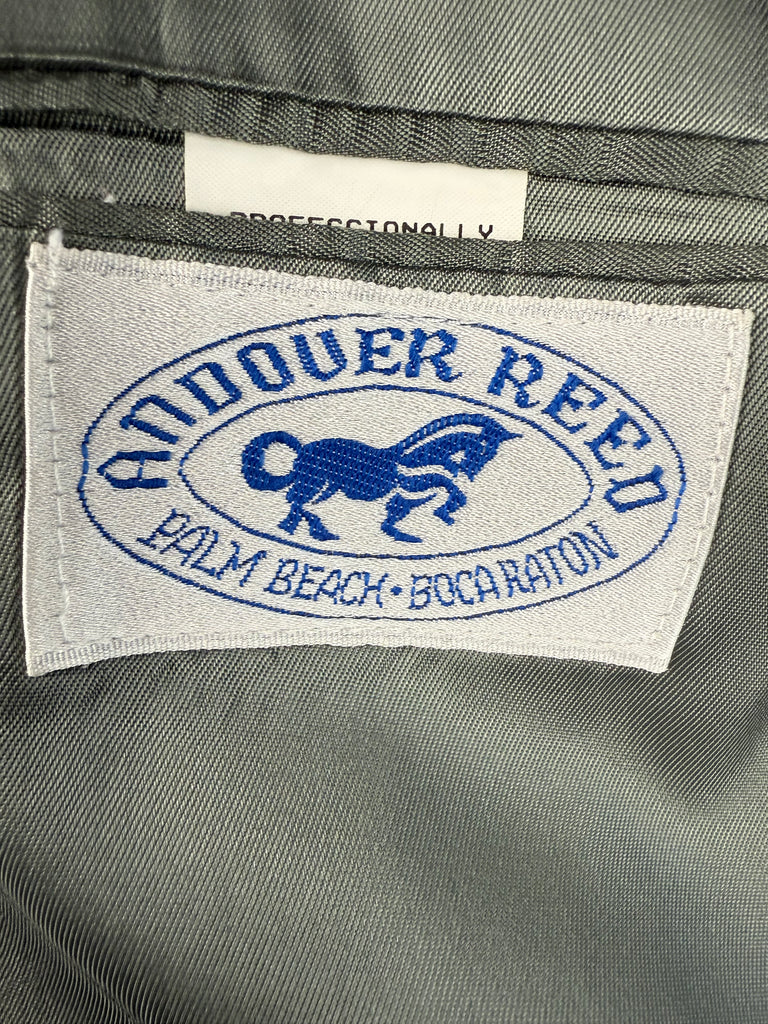 PROFESSIONALLY
ANDOVER REED
PALM BEACH • BOCA RATON